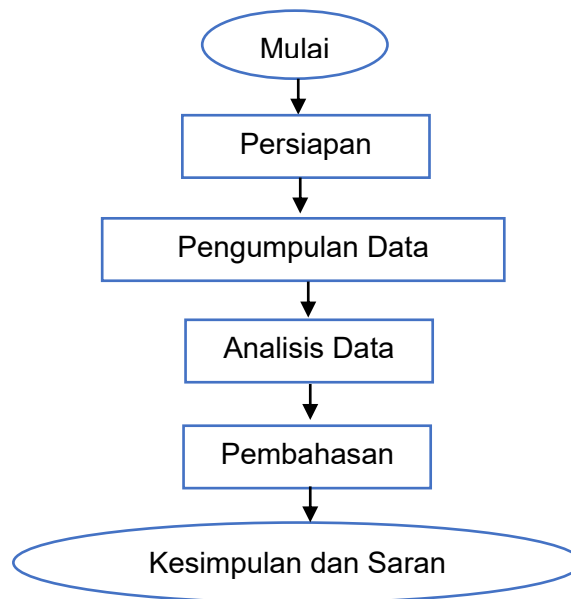 Mulai
Persiapan
Pengumpulan Data
Analisis Data
Pembahasan
Kesimpulan dan Saran